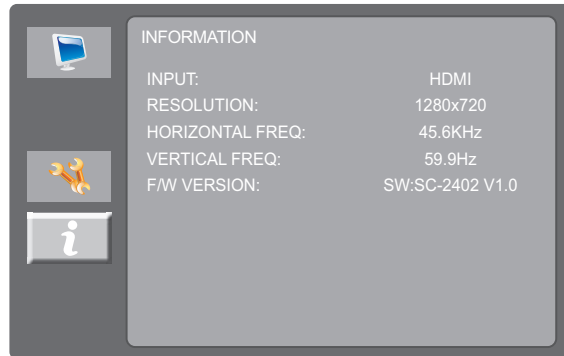 INFORMATION
INPUT: HDMI
RESOLUTION: 1280x720
HORIZONTAL FREQ: 45.6KHz
VERTICAL FREQ: 59.9Hz
F/W VERSION: SW:SC-2402 V1.0
i